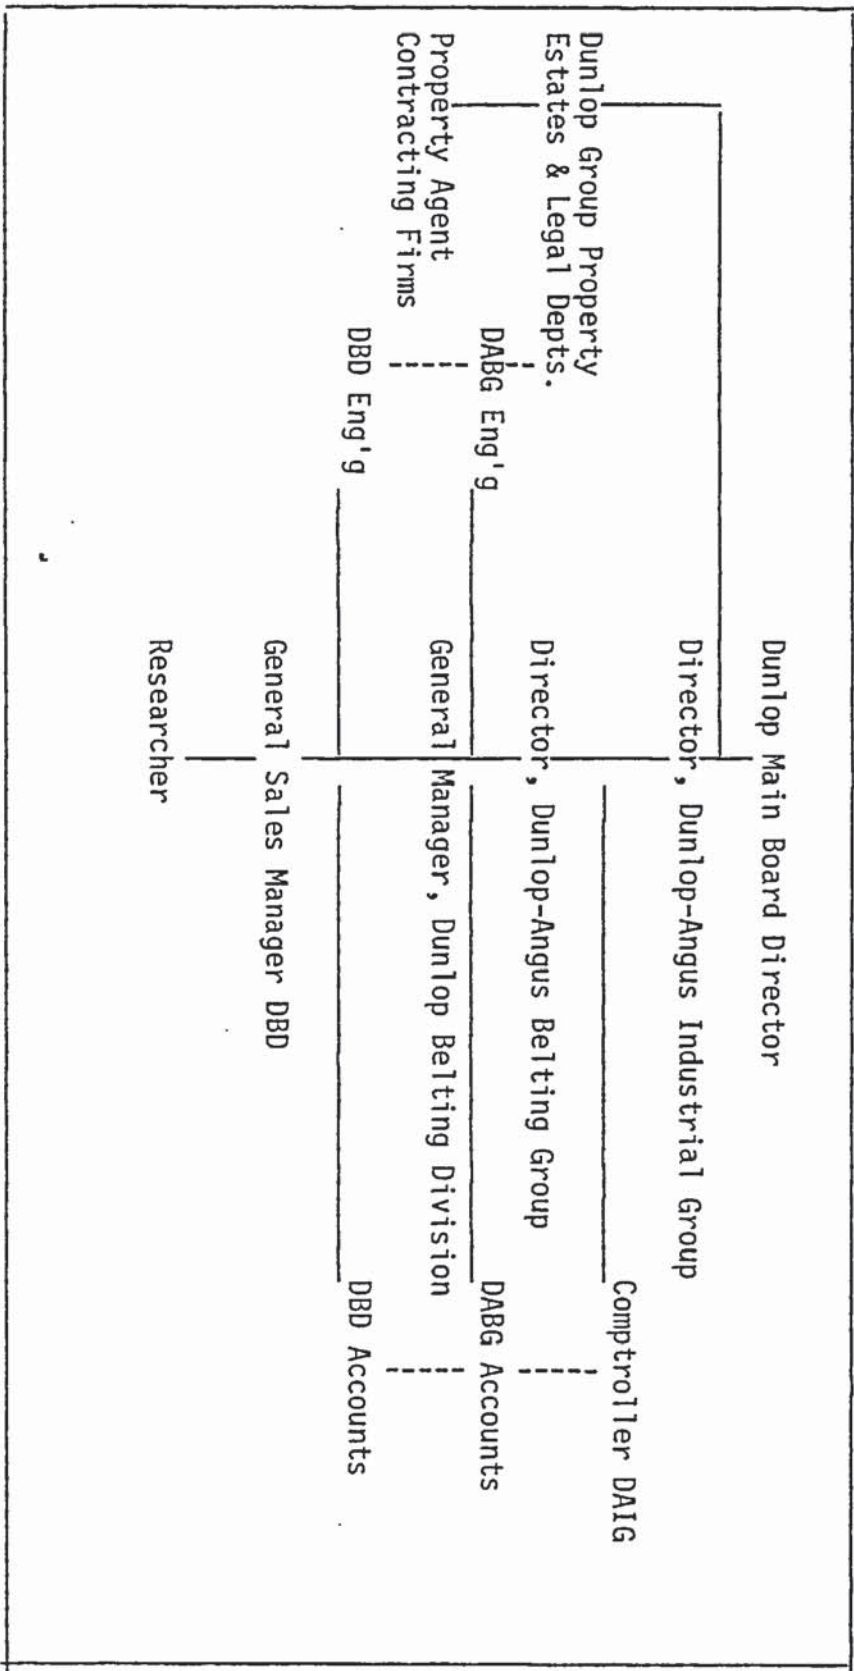 Dunlop Main Board Director
Director, Dunlop-Angus Industrial Group
Comptroller DAIG
Dunlop Group Property
Estates & Legal Depts.
Director, Dunlop-Angus Belting Group
DABG Eng'g
DABG Accounts
Property Agent
Contracting Firms
General Manager, Dunlop Belting Division
DBD Eng'g
DBD Accounts
General Sales Manager DBD
Researcher